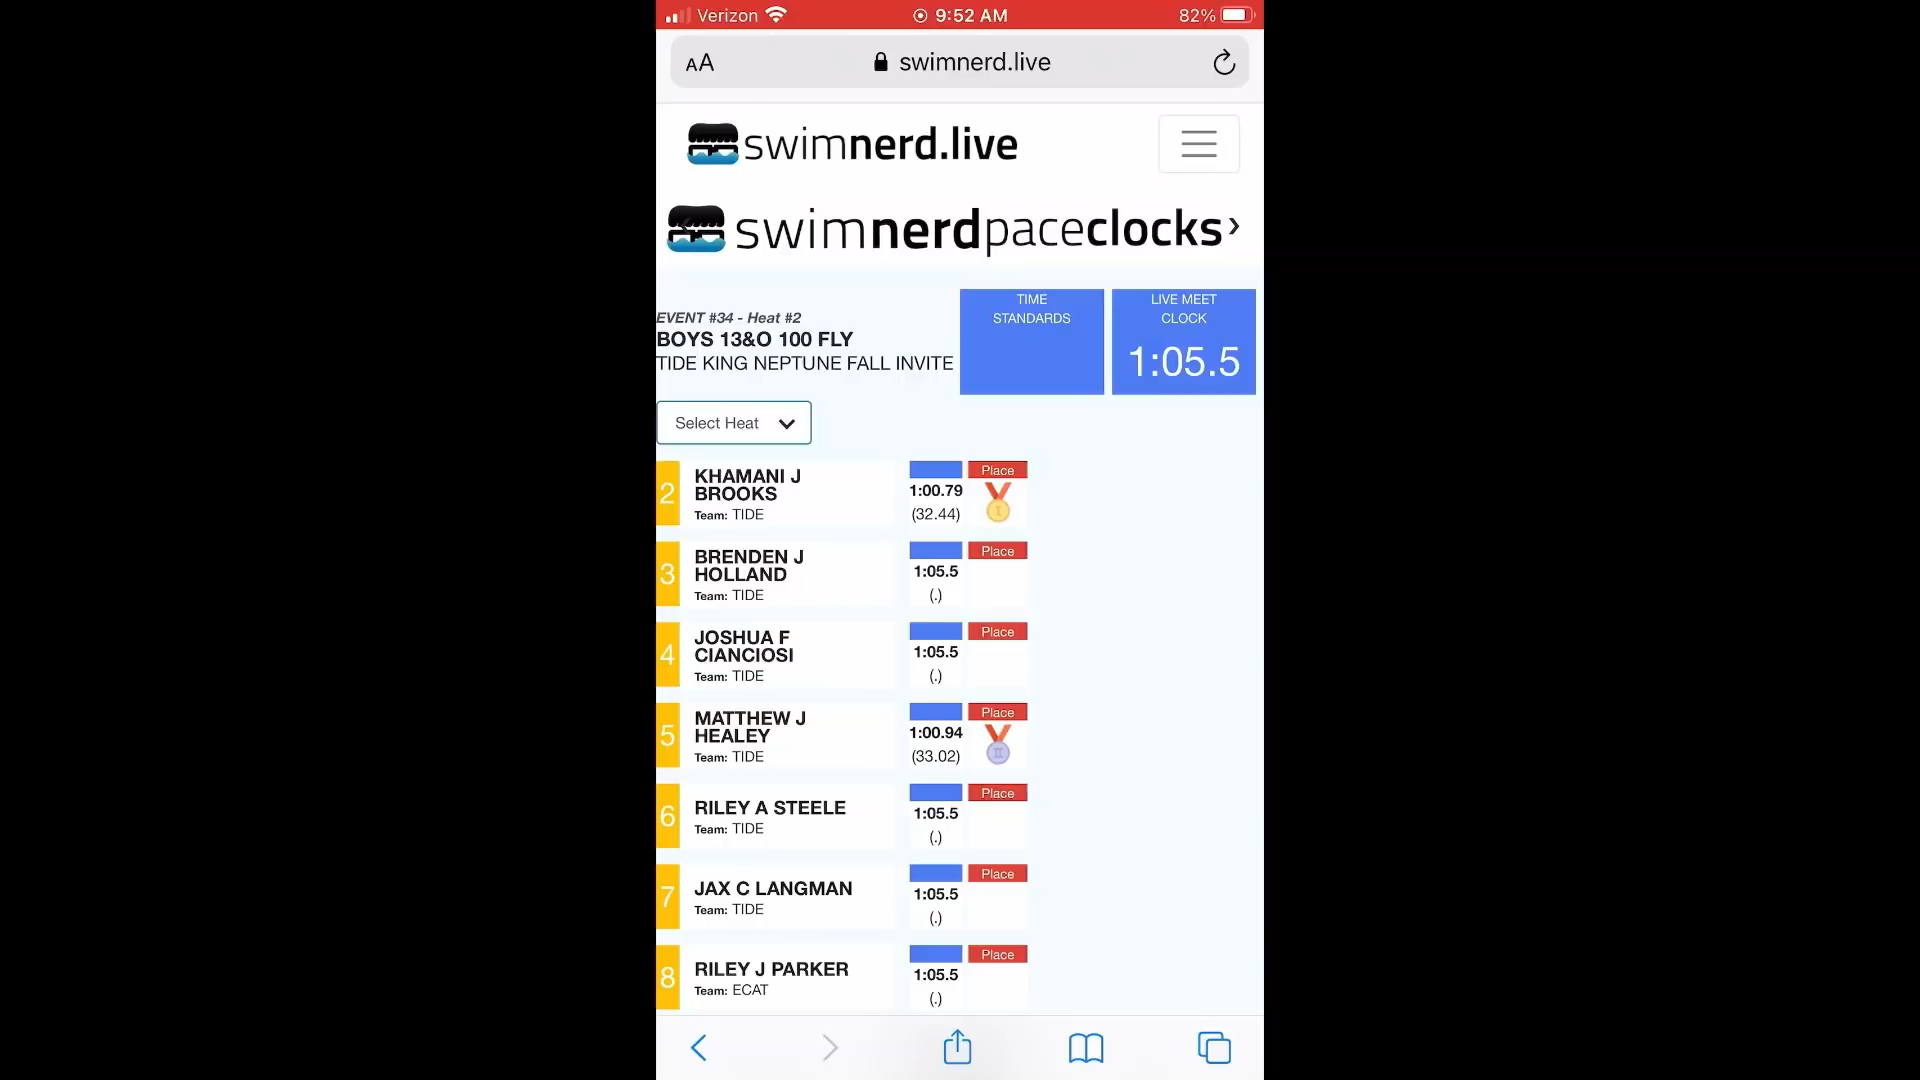 Verizon 9:52 AM 82%
AA swimnerd.live
swimnerd.live
swimnerdpaceclocks›
EVENT #34 - Heat #2
BOYS 13&O 100 FLY
TIDE KING NEPTUNE FALL INVITE
TIME
STANDARDS
LIVE MEET
CLOCK
1:05.5
Select Heat
2
KHAMANI J
BROOKS
Team: TIDE
1:00.79
(32.44)
Place
I
3
BRENDEN J
HOLLAND
Team: TIDE
1:05.5
(.)
Place
4
JOSHUA F
CIANCIOSI
Team: TIDE
1:05.5
(.)
Place
5
MATTHEW J
HEALEY
Team: TIDE
1:00.94
(33.02)
Place
II
6
RILEY A STEELE
Team: TIDE
1:05.5
(.)
Place
7
JAX C LANGMAN
Team: TIDE
1:05.5
(.)
Place
8
RILEY J PARKER
Team: ECAT
1:05.5
(.)
Place